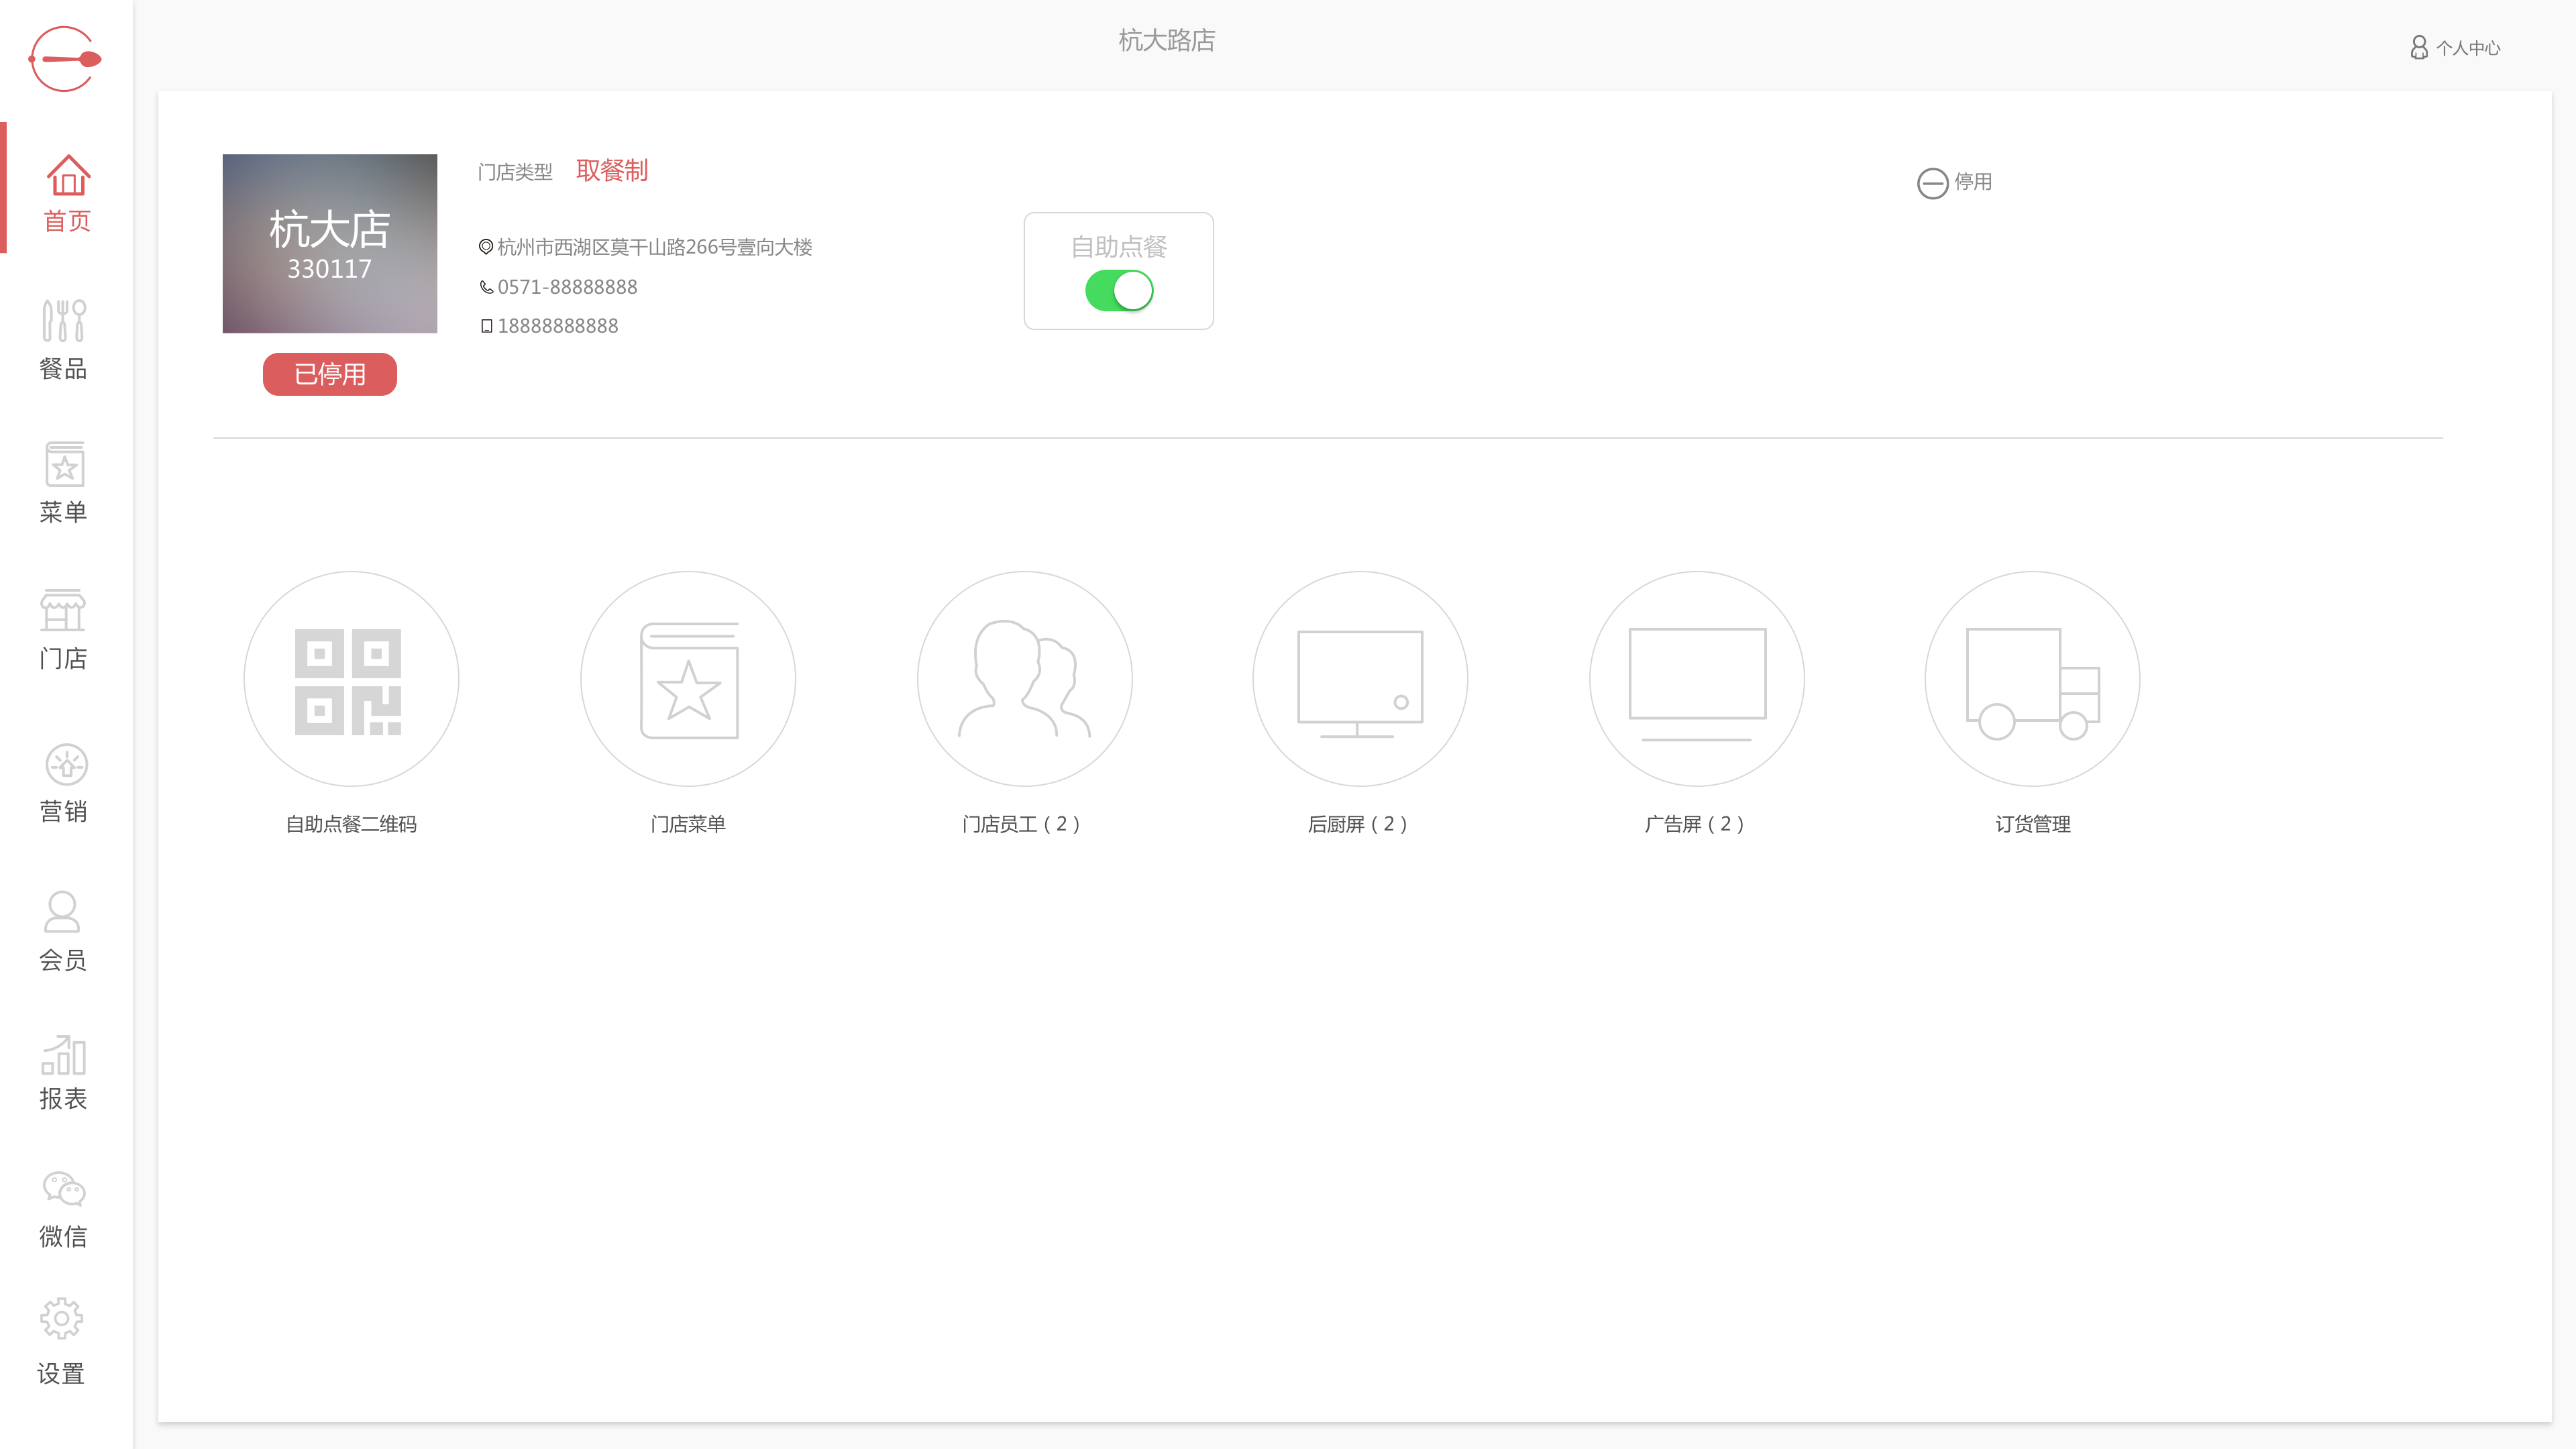 杭大路店
个人中心
首页
餐品
菜单
门店
营销
会员
报表
微信
设置
杭大店
330117
已停用
门店类型 取餐制
杭州市西湖区莫干山路266号壹向大楼
0571-88888888
18888888888
自助点餐
停用
自助点餐二维码
门店菜单
门店员工（2）
后厨屏（2）
广告屏（2）
订货管理